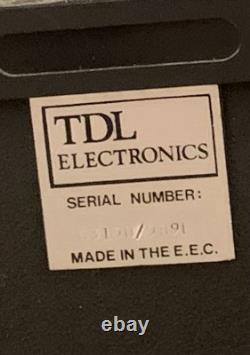 TDL
ELECTRONICS
SERIAL NUMBER:
MADE IN THE E.E.C.
ebay